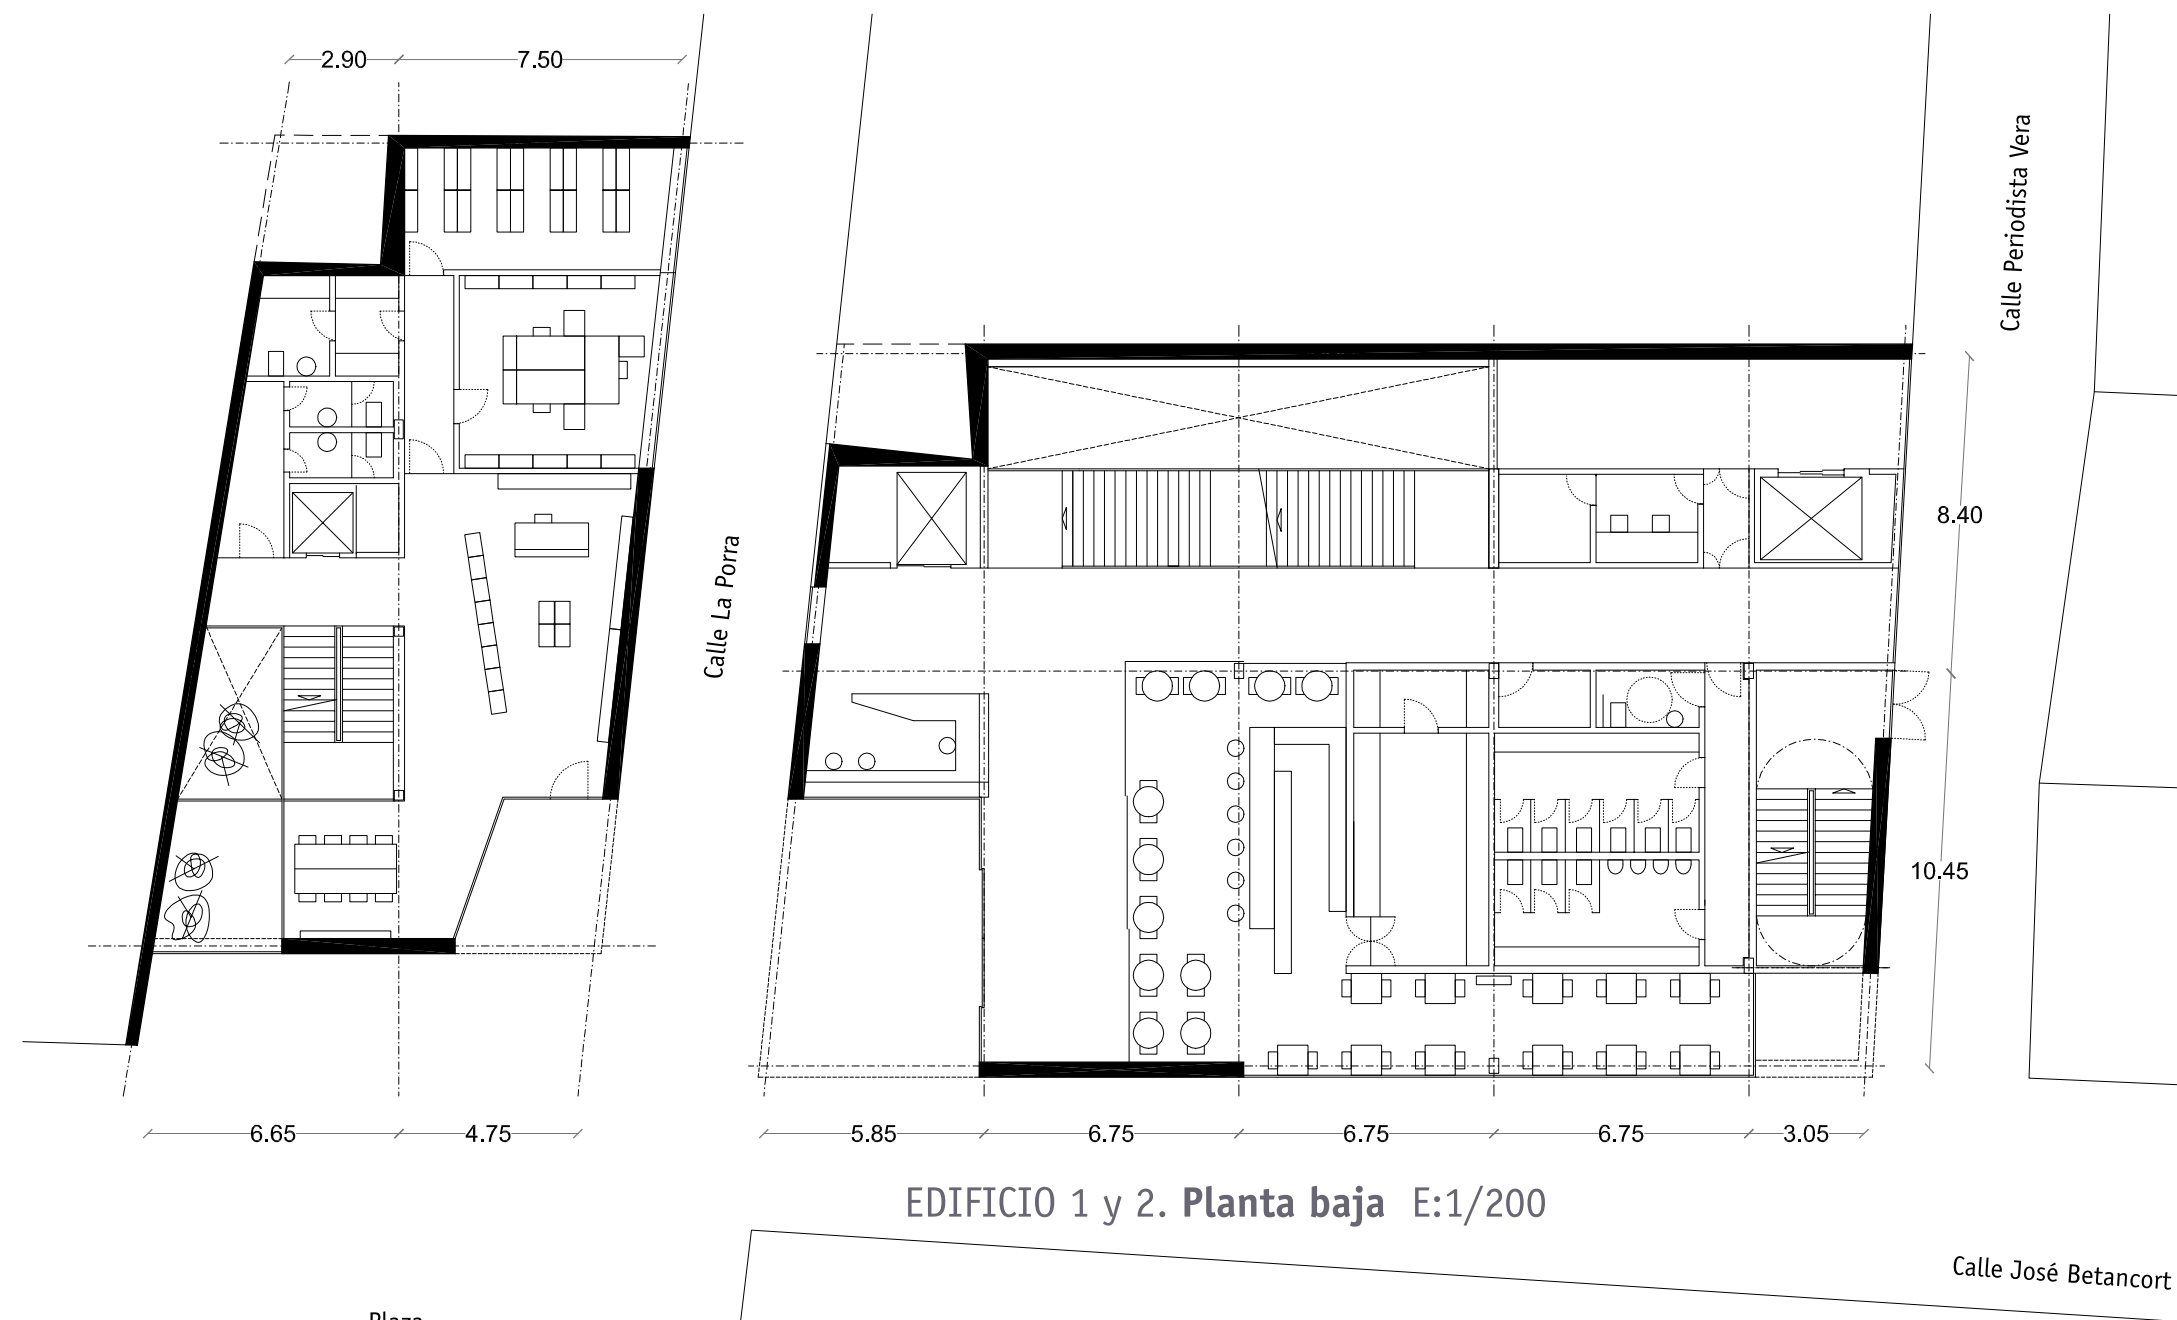 2.90
7.50
Calle Periodista Vera
8.40
Calle La Porra
10.45
6.65
4.75
5.85
6.75
6.75
6.75
3.05
EDIFICIO 1 y 2. Planta baja E:1/200
Calle José Betancort
Plaza